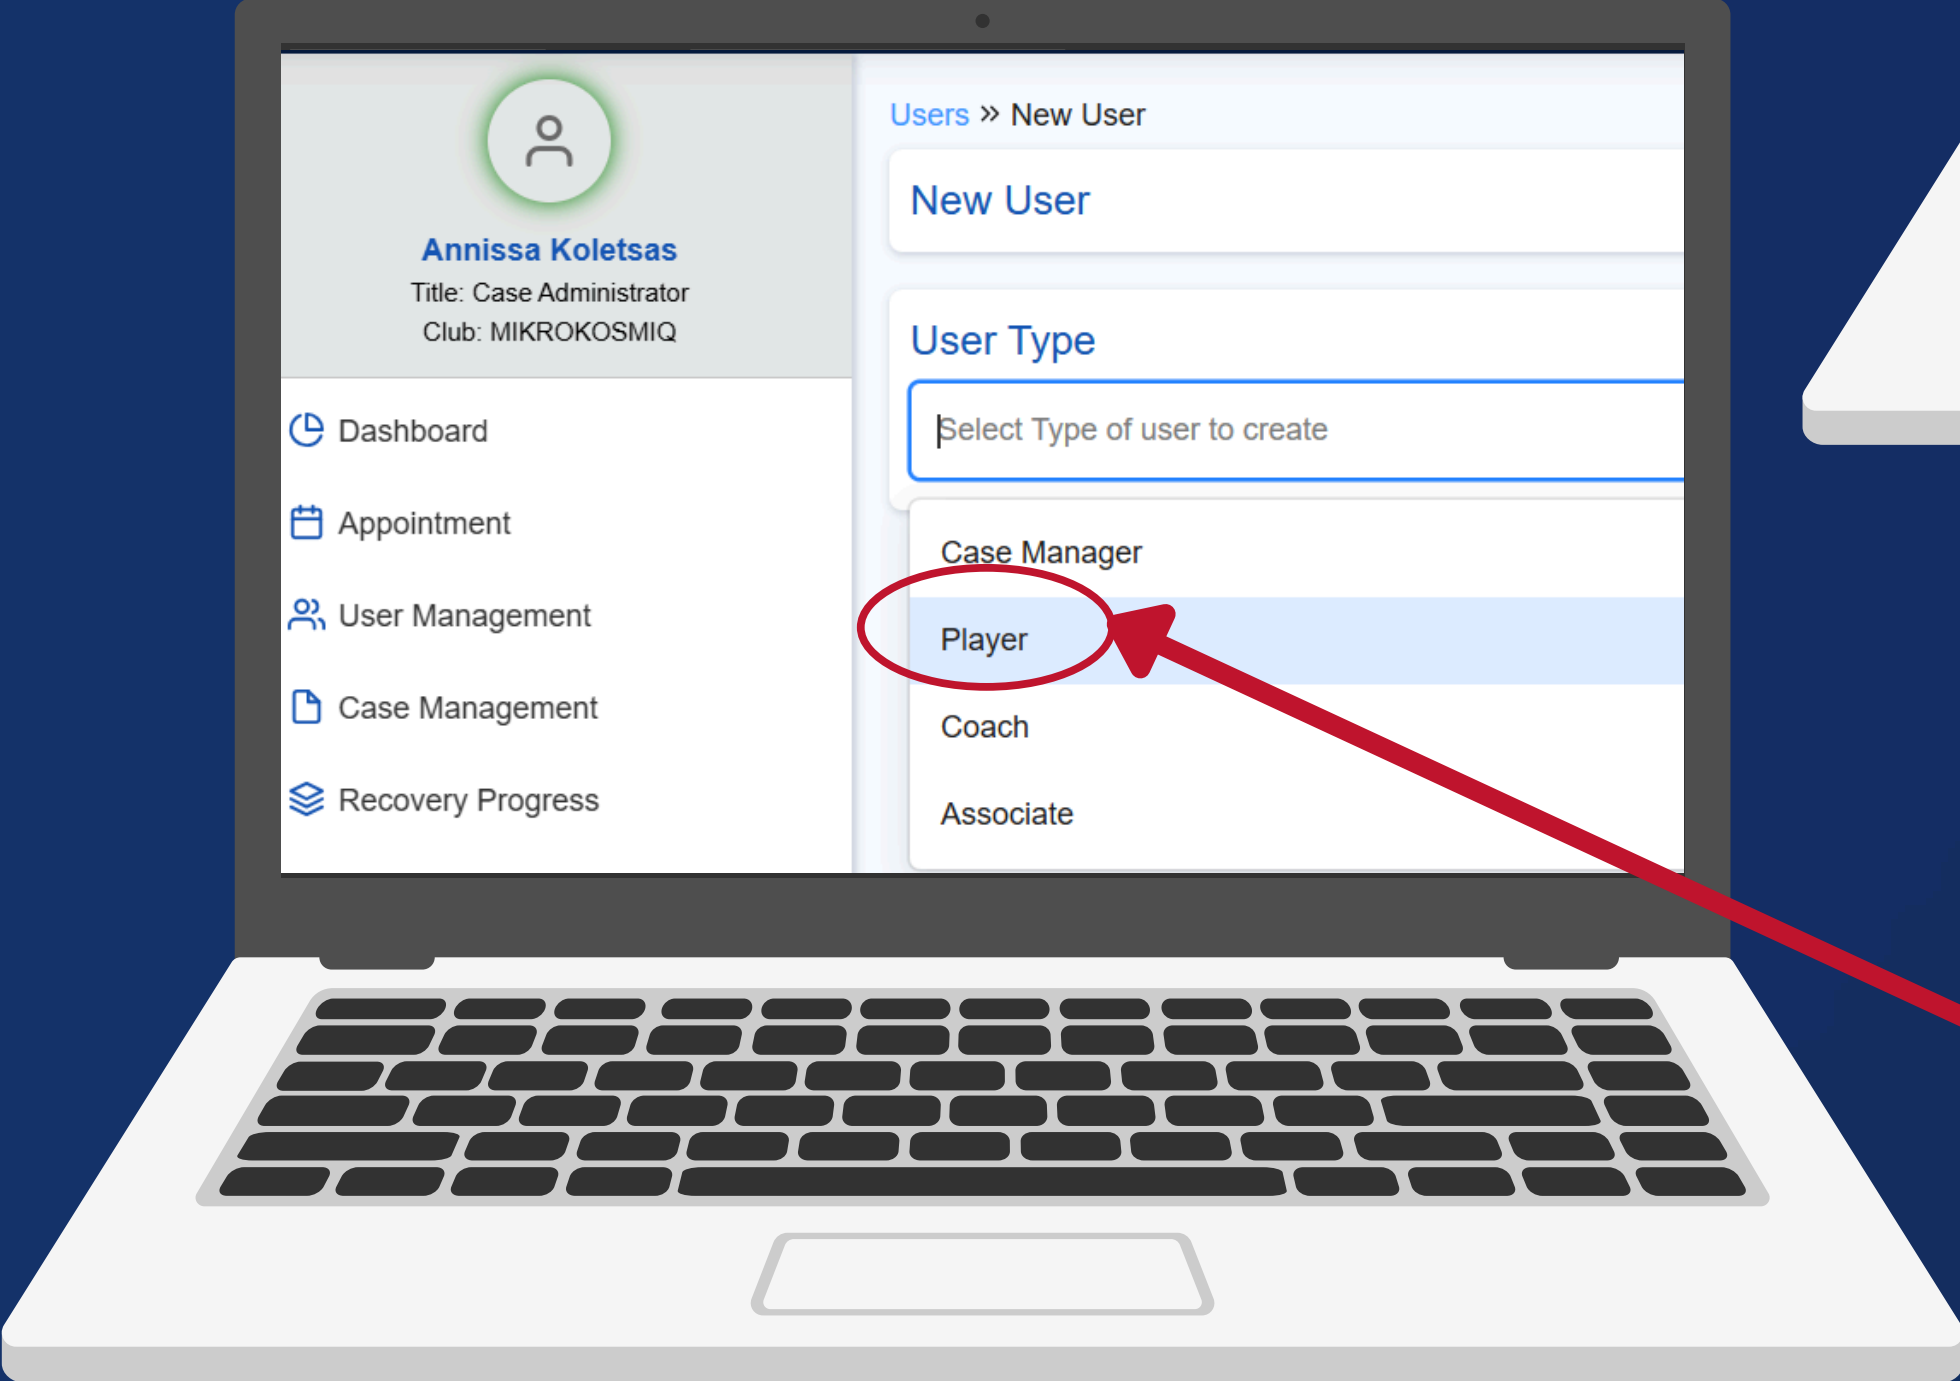 Annissa Koletsas
Title: Case Administrator
Club: MIKROKOSMIQ
Dashboard
Appointment
User Management
Case Management
Recovery Progress
Users » New User
New User
User Type
Select Type of user to create
Case Manager
Player
Coach
Associate